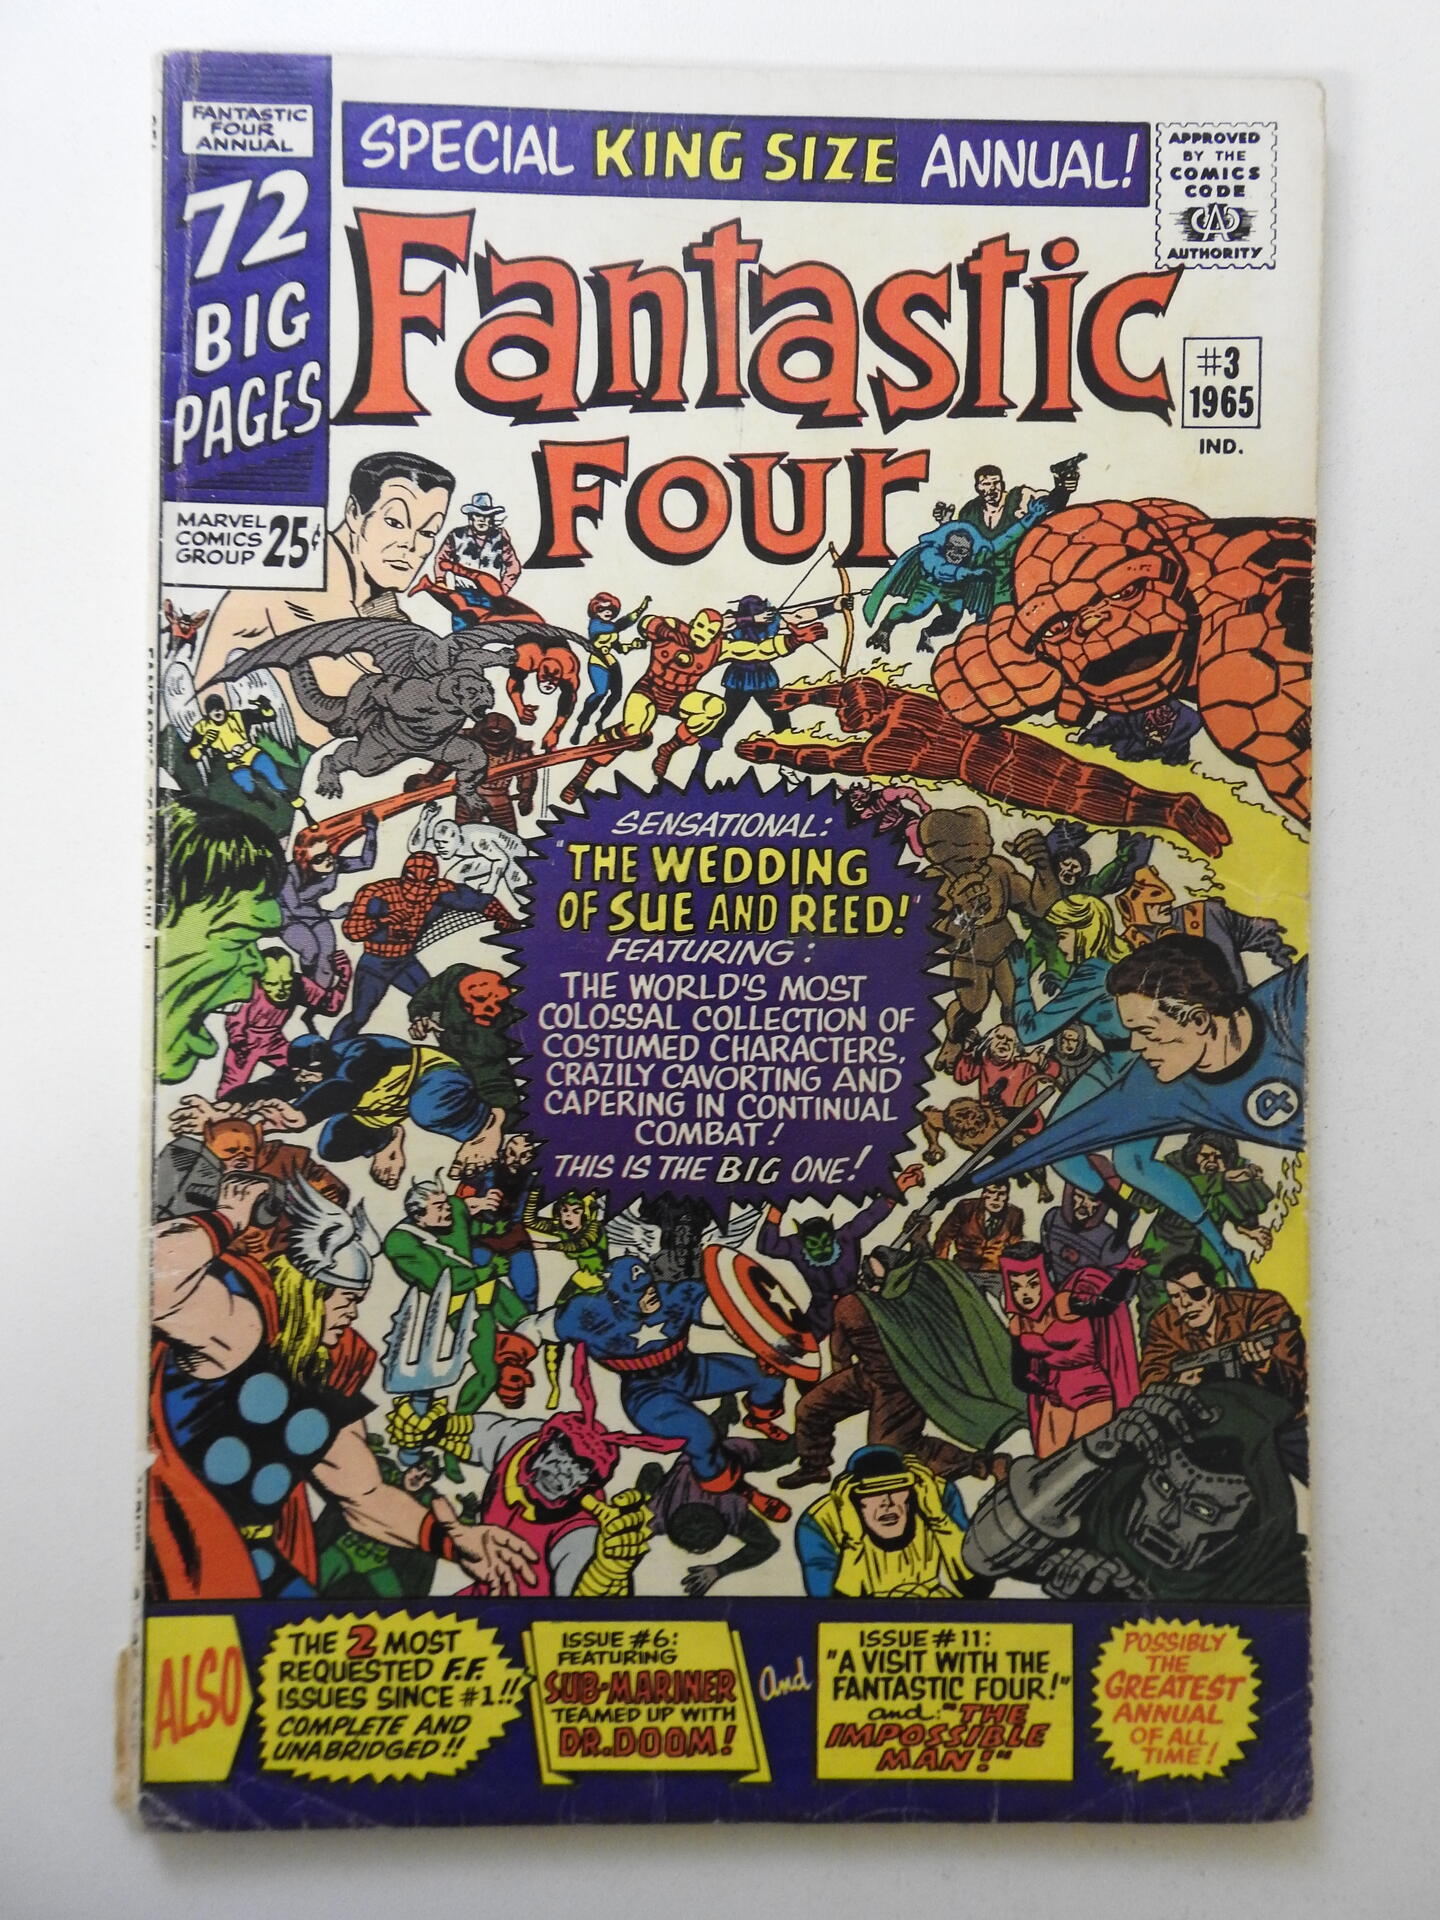 FANTASTIC
FOUR
ANNUAL
72
BIG
PAGES
MARVEL
COMICS
GROUP
25¢
SPECIAL KING SIZE ANNUAL!
APPROVED
BY THE
COMICS
CODE
CA
AUTHORITY
FANTASTIC
FOUR
#3
1965
IND.
SENSATIONAL:
"THE WEDDING
OF SUE AND REED!"
FEATURING:
THE WORLD'S MOST
COLOSSAL COLLECTION OF
COSTUMED CHARACTERS,
CRAZILY CAVORTING AND
CAPERING IN CONTINUAL
COMBAT!
THIS IS THE BIG ONE!
A
ALSO
THE 2 MOST
REQUESTED F.F.
ISSUES SINCE #1!!
COMPLETE AND
UNABRIDGED!!
ISSUE #6:
FEATURING
SUB-MARINER
TEAMED UP WITH
DR. DOOM!
And
ISSUE #11:
"A VISIT WITH THE
FANTASTIC FOUR!"
and: "THE
IMPOSSIBLE
MAN!"
POSSIBLY
THE
GREATEST
ANNUAL
OF ALL
TIME!